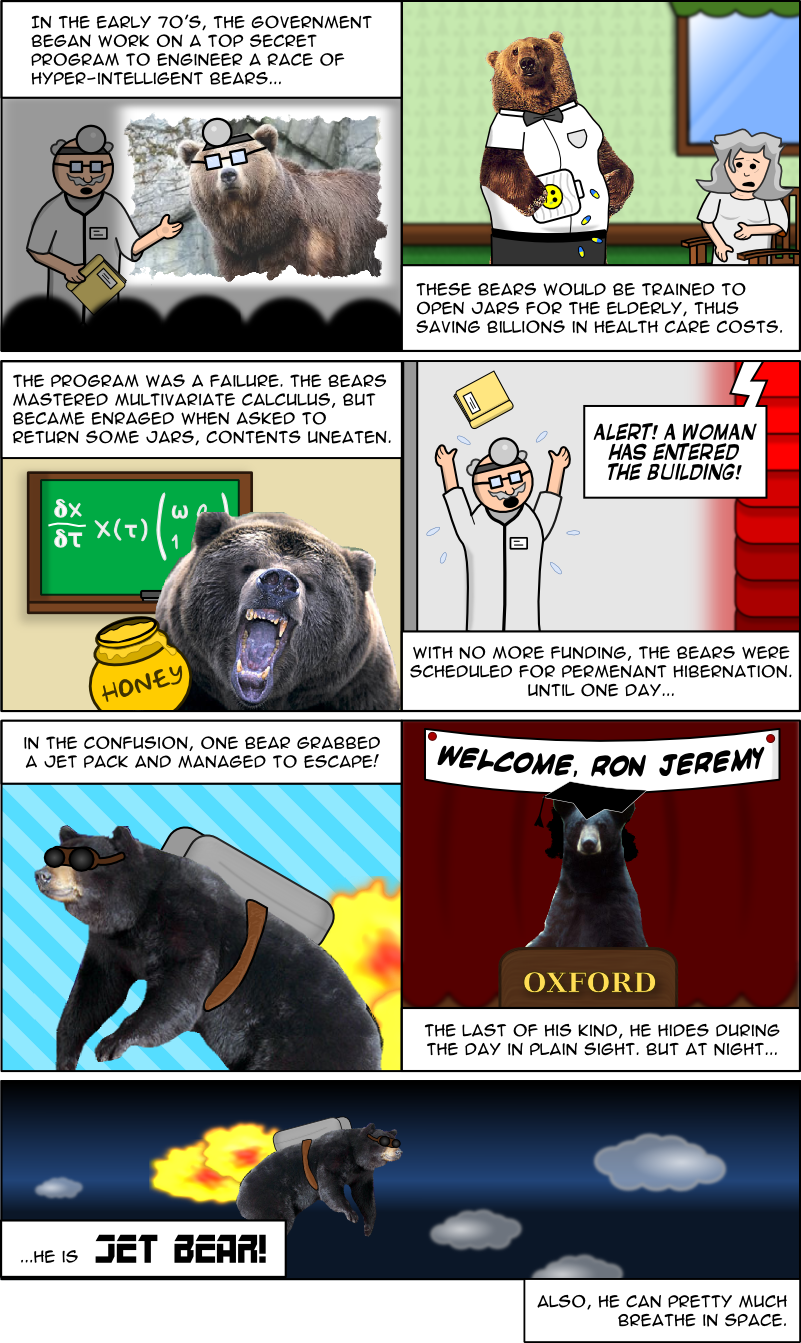 IN THE EARLY 70'S, THE GOVERNMENT
BEGAN WORK ON A TOP SECRET
PROGRAM TO ENGINEER A RACE OF
HYPER-INTELLIGENT BEARS...
THESE BEARS WOULD BE TRAINED TO
OPEN JARS FOR THE ELDERLY, THUS
SAVING BILLIONS IN HEALTH CARE COSTS.
THE PROGRAM WAS A FAILURE. THE BEARS
MASTERED MULTIVARIATE CALCULUS, BUT
BECAME ENRAGED WHEN ASKED TO
RETURN SOME JARS, CONTENTS UNEATEN.
δx
δτ
x(τ)
ω
1
HONEY
ALERT! A WOMAN
HAS ENTERED
THE BUILDING!
WITH NO MORE FUNDING, THE BEARS WERE
SCHEDULED FOR PERMENANT HIBERNATION.
UNTIL ONE DAY...
IN THE CONFUSION, ONE BEAR GRABBED
A JET PACK AND MANAGED TO ESCAPE!
WELCOME, RON JEREMY
OXFORD
THE LAST OF HIS KIND, HE HIDES DURING
THE DAY IN PLAIN SIGHT. BUT AT NIGHT...
...HE IS JET BEAR!
ALSO, HE CAN PRETTY MUCH
BREATHE IN SPACE.